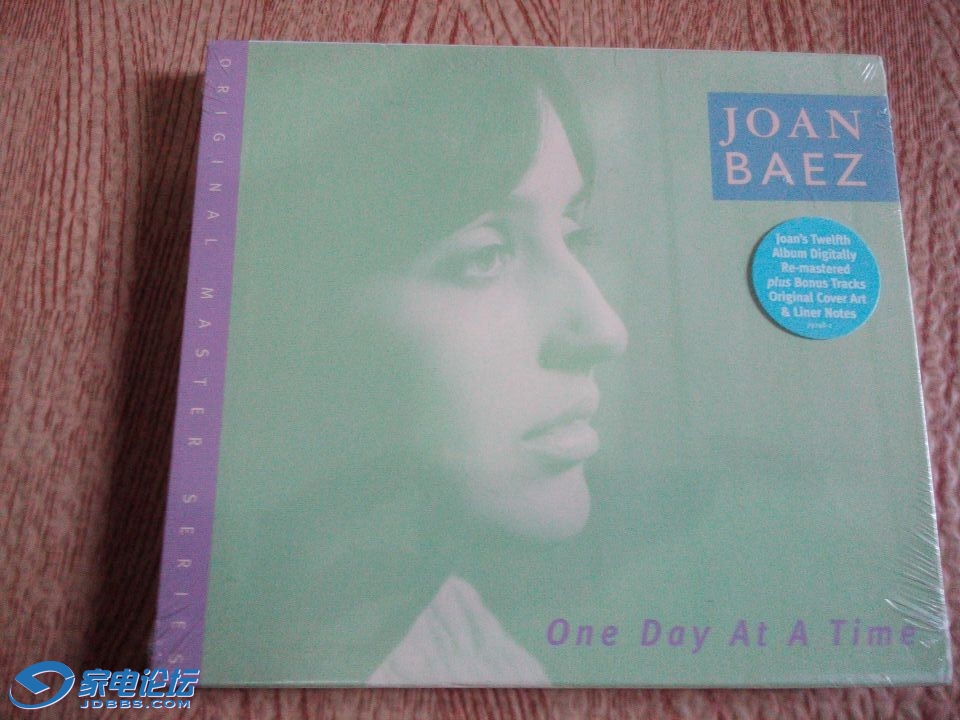 ORIGINAL MASTER SERIES
JOAN
BAEZ
Joan's Twelfth
Album Digitally
Re-mastered
plus Bonus Tracks
Original Cover Art
& Liner Notes
One Day At A Time
家电论坛
JDBBS.COM